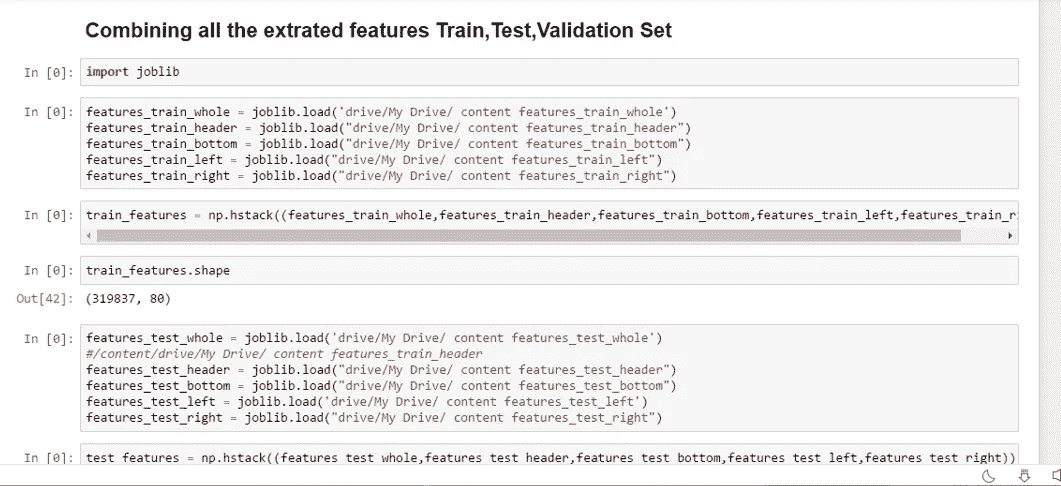 Combining all the extrated features Train,Test,Validation Set
In [0]: import joblib
In [0]: features_train_whole = joblib.load('drive/My Drive/ content features_train_whole')
features_train_header = joblib.load("drive/My Drive/ content features_train_header")
features_train_bottom = joblib.load("drive/My Drive/ content features_train_bottom")
features_train_left = joblib.load("drive/My Drive/ content features_train_left")
features_train_right = joblib.load("drive/My Drive/ content features_train_right")
In [0]: train_features = np.hstack((features_train_whole,features_train_header,features_train_bottom,features_train_left,features_train_r
In [0]: train_features.shape
Out[42]: (319837, 80)
In [0]: features_test_whole = joblib.load('drive/My Drive/ content features_test_whole')
#/content/drive/My Drive/ content features_train_header
features_test_header = joblib.load("drive/My Drive/ content features_test_header")
features_test_bottom = joblib.load("drive/My Drive/ content features_test_bottom")
features_test_left = joblib.load('drive/My Drive/ content features_test_left')
features_test_right = joblib.load("drive/My Drive/ content features_test_right")
In [0]: test_features = np.hstack((features_test_whole,features_test_header,features_test_bottom,features_test_left,features_test_right))